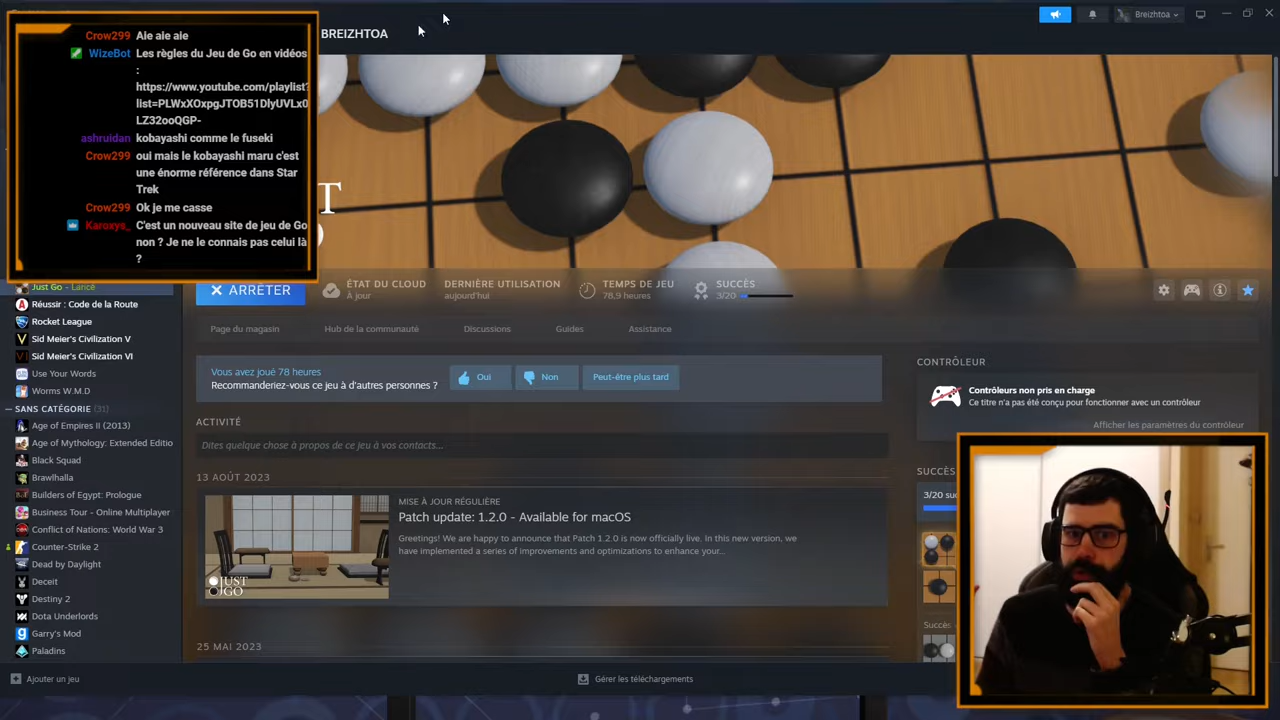 Crow299 Aie aie aie
WizeBot Les règles du Jeu de Go en vidéos
:
https://www.youtube.com/playlist?
list=PLWxXOxpgJTOB51DlyUVLx0
LZ32ooQGP-
ashruidan kobayashi comme le fuseki
Crow299 oui mais le kobayashi maru c'est
une énorme référence dans Star
Trek
Crow299 Ok je me casse
Karoxys_ C'est un nouveau site de jeu de Go
non ? Je ne le connais pas celui là
?
BREIZHTOA
Breizhtoa
Just Go - Lancé
Réussir : Code de la Route
Rocket League
Sid Meier's Civilization V
Sid Meier's Civilization VI
Use Your Words
Worms W.M.D
SANS CATÉGORIE (31)
Age of Empires II (2013)
Age of Mythology: Extended Editio
Black Squad
Brawlhalla
Builders of Egypt: Prologue
Business Tour - Online Multiplayer
Conflict of Nations: World War 3
Counter-Strike 2
Dead by Daylight
Deceit
Destiny 2
Dota Underlords
Garry's Mod
Paladins
Ajouter un jeu
ARRÊTER
ÉTAT DU CLOUD
À jour
DERNIÈRE UTILISATION
aujourd'hui
TEMPS DE JEU
78,9 heures
SUCCÈS
3/20
Page du magasin
Hub de la communauté
Discussions
Guides
Assistance
Vous avez joué 78 heures
Recommanderiez-vous ce jeu à d'autres personnes ?
Oui
Non
Peut-être plus tard
ACTIVITÉ
Dites quelque chose à propos de ce jeu à vos contacts...
13 AOÛT 2023
MISE À JOUR RÉGULIÈRE
Patch update: 1.2.0 - Available for macOS
Greetings! We are happy to announce that Patch 1.2.0 is now officially live. In this new version, we
have implemented a series of improvements and optimizations to enhance your...
JUST
GO
25 MAI 2023
CONTRÔLEUR
Contrôleurs non pris en charge
Ce titre n'a pas été conçu pour fonctionner avec un contrôleur
Afficher les paramètres du contrôleur
SUCCÈS
3/20
Succès
Gérer les téléchargements